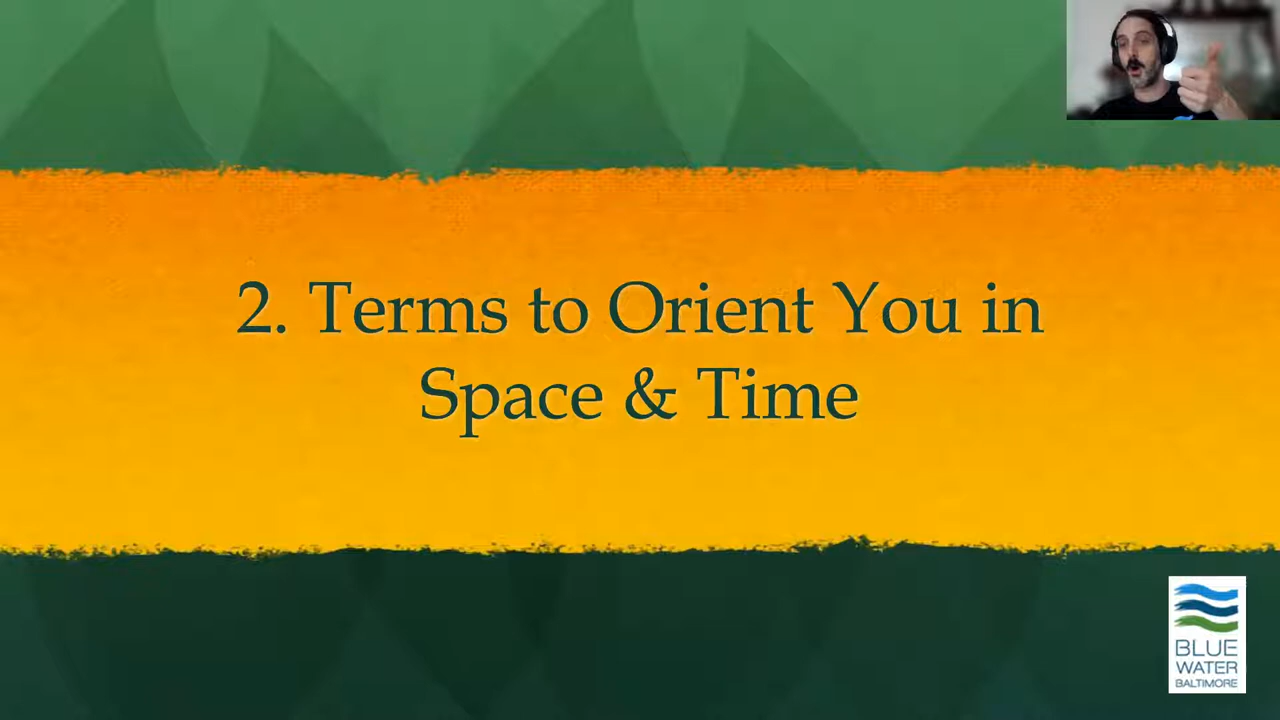 2. Terms to Orient You in
Space & Time
BLUE
WATER
BALTIMORE